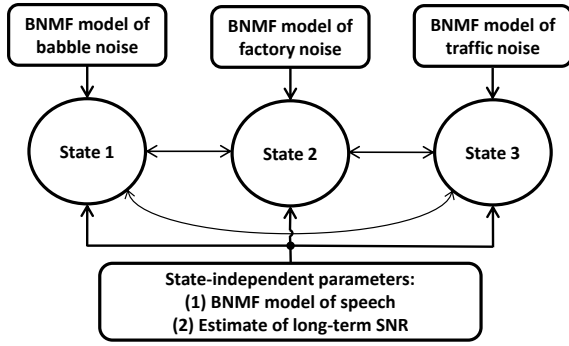 BNMF model of
babble noise
BNMF model of
factory noise
BNMF model of
traffic noise
State 1
State 2
State 3
State-independent parameters:
(1) BNMF model of speech
(2) Estimate of long-term SNR